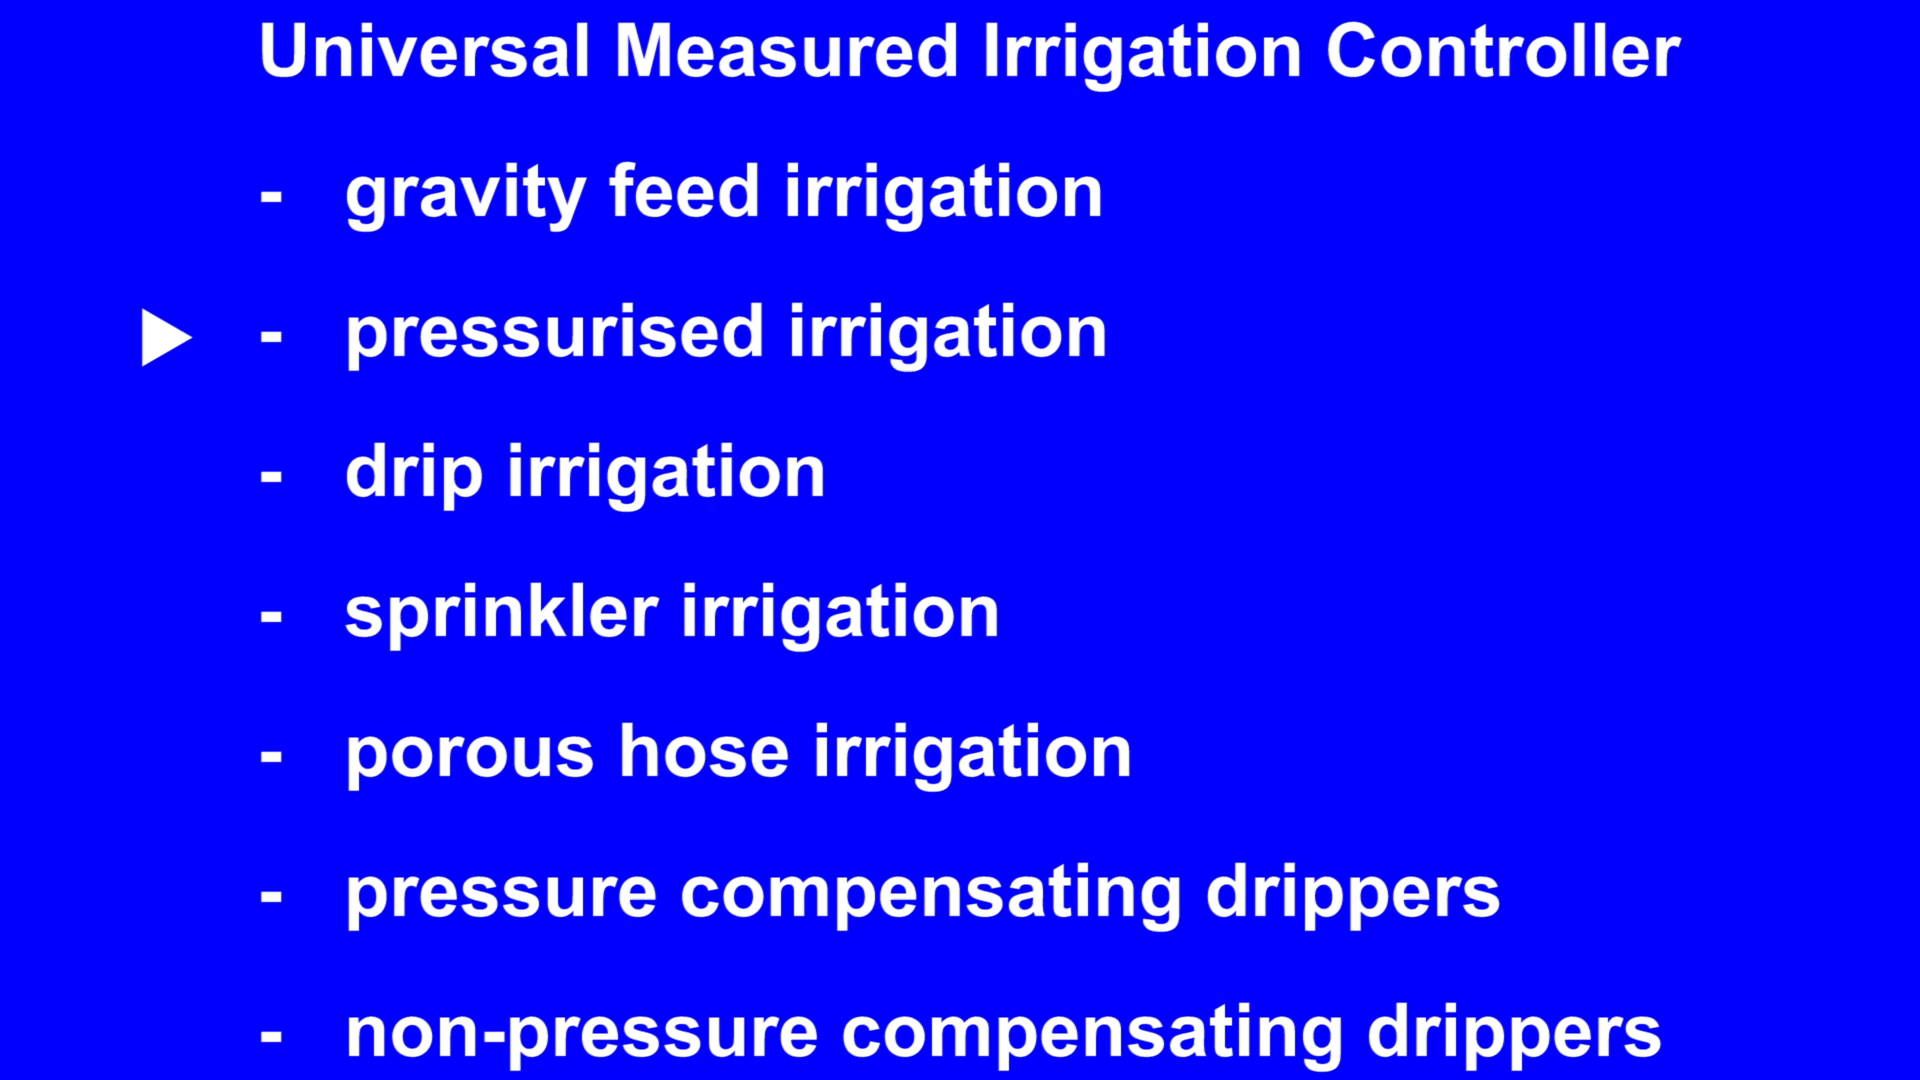 Universal Measured Irrigation Controller
- gravity feed irrigation
- pressurised irrigation
- drip irrigation
- sprinkler irrigation
- porous hose irrigation
- pressure compensating drippers
- non-pressure compensating drippers